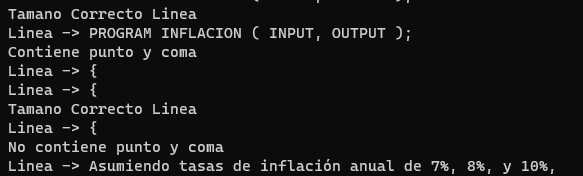 Tamano Correcto Linea
Linea -> PROGRAM INFLACION ( INPUT, OUTPUT );
Contiene punto y coma
Linea -> {
Linea -> {
Tamano Correcto Linea
Linea -> {
No contiene punto y coma
Linea -> Asumiendo tasas de inflación anual de 7%, 8%, y 10%,